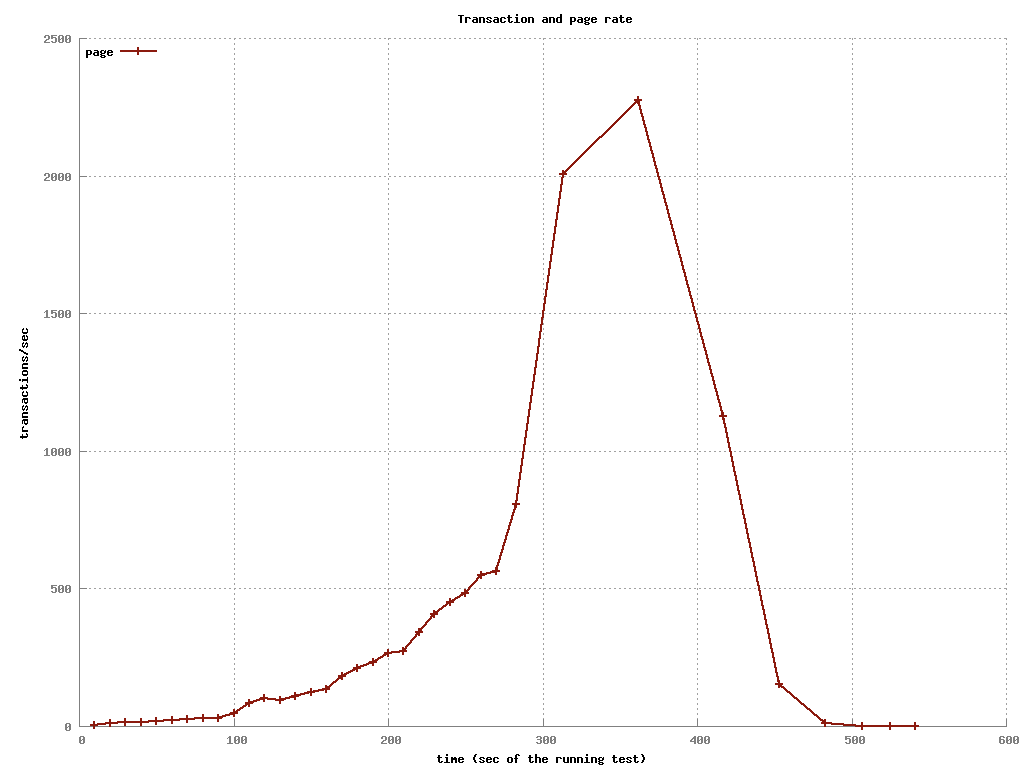 Transaction and page rate
2500
page
2000
1500
transactions/sec
1000
500
0
0 100 200 300 400 500 600
time (sec of the running test)